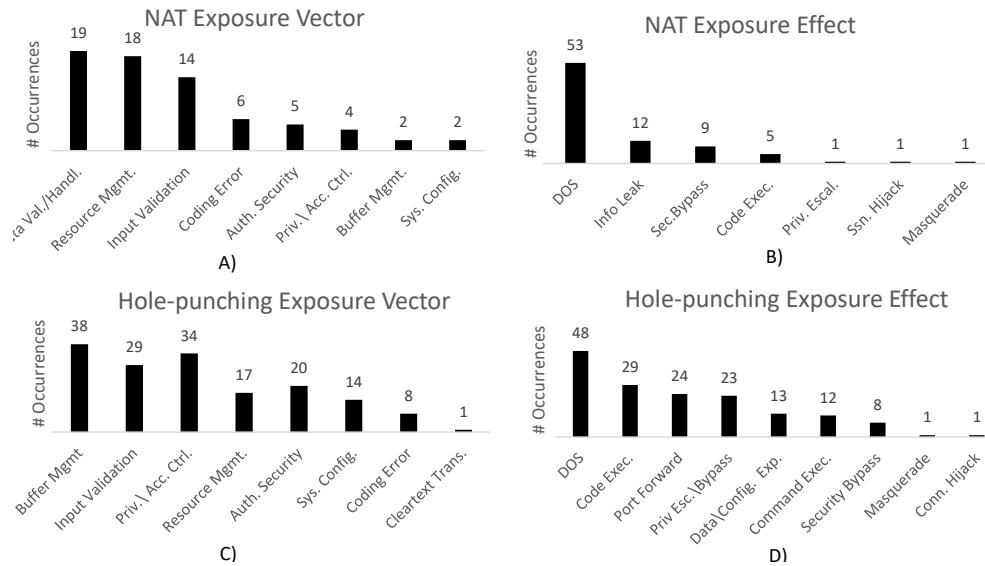 NAT Exposure Vector
# Occurrences
19
18
14
6
5
4
2
2
ta Val./Handl.
Resource Mgmt.
Input Validation
Coding Error
Auth. Security
Priv.\ Acc. Ctrl.
Buffer Mgmt.
Sys. Config.
A)
NAT Exposure Effect
# Occurrences
53
12
9
5
1
1
1
DOS
Info Leak
Sec.Bypass
Code Exec.
Priv. Escal.
Ssn. Hijack
Masquerade
B)
Hole-punching Exposure Vector
# Occurrences
38
29
34
17
20
14
8
1
Buffer Mgmt
Input Validation
Priv.\ Acc. Ctrl.
Resource Mgmt.
Auth. Security
Sys. Config.
Coding Error
Cleartext Trans.
C)
Hole-punching Exposure Effect
# Occurrences
48
29
24
23
13
12
8
1
1
DOS
Code Exec.
Port Forward
Priv Esc.\Bypass
Data\Config. Exp.
Command Exec.
Security Bypass
Masquerade
Conn. Hijack
D)